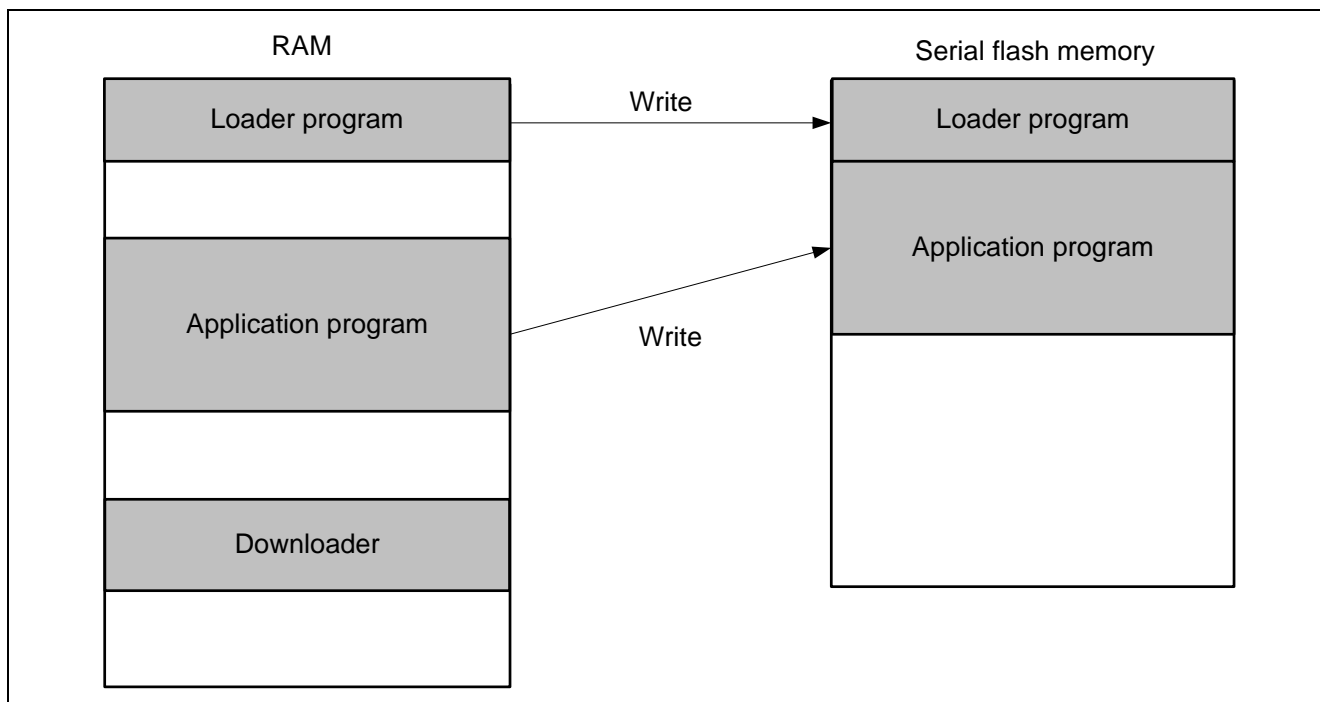 RAM
Serial flash memory
Loader program
Write
Loader program
Application program
Application program
Write
Downloader